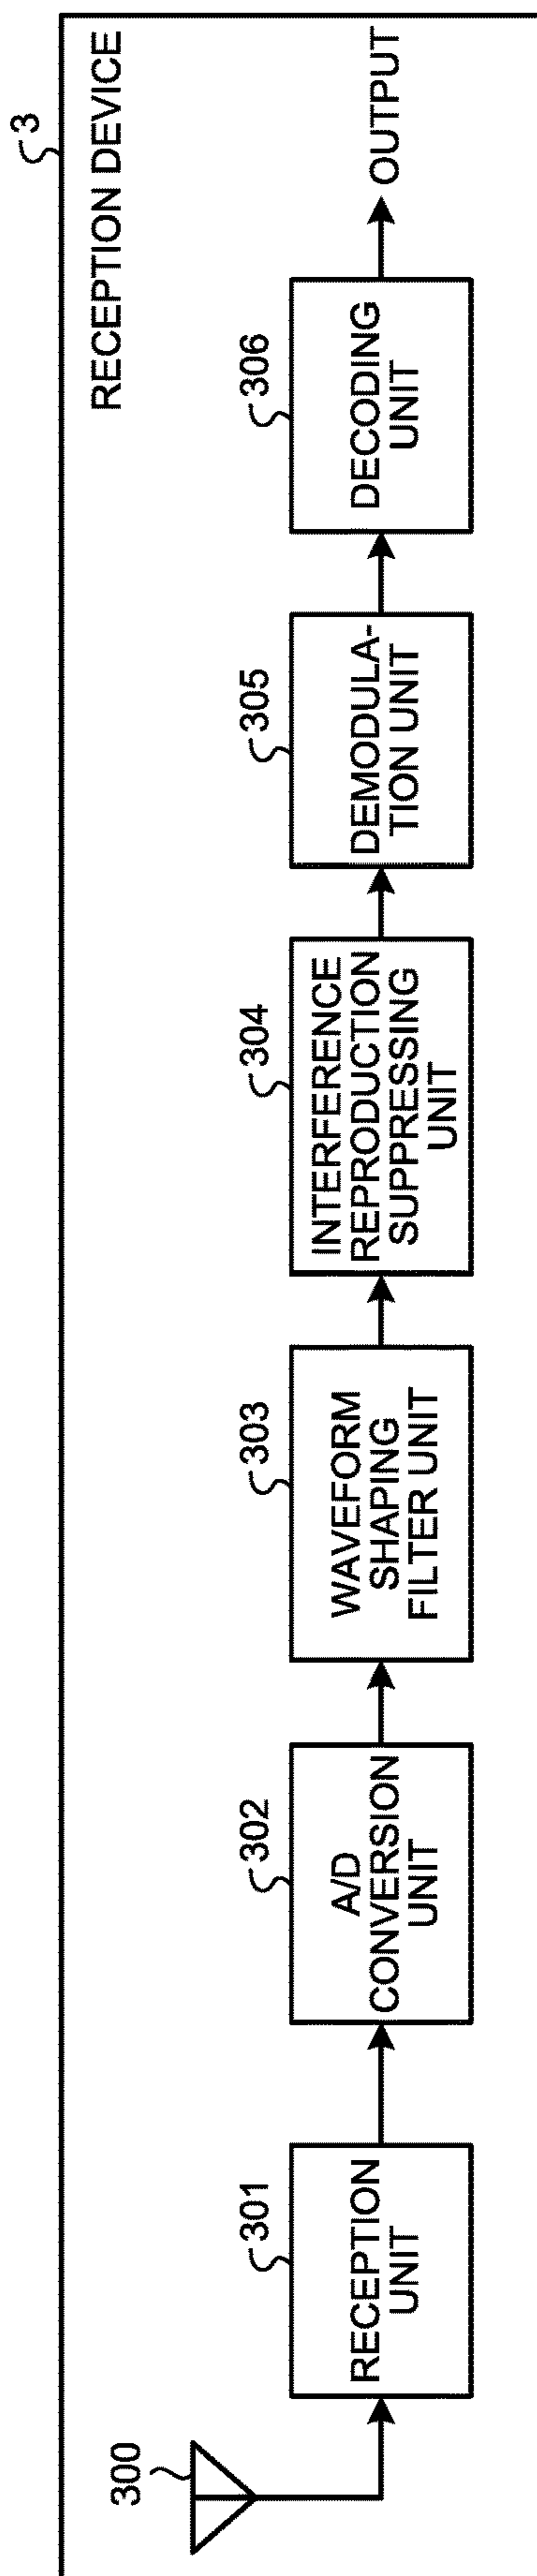 3
RECEPTION DEVICE
300
301
RECEPTION
UNIT
302
A/D
CONVERSION
UNIT
303
WAVEFORM
SHAPING
FILTER UNIT
304
INTERFERENCE
REPRODUCTION
SUPPRESSING
UNIT
305
DEMODULA-
TION UNIT
306
DECODING
UNIT
OUTPUT